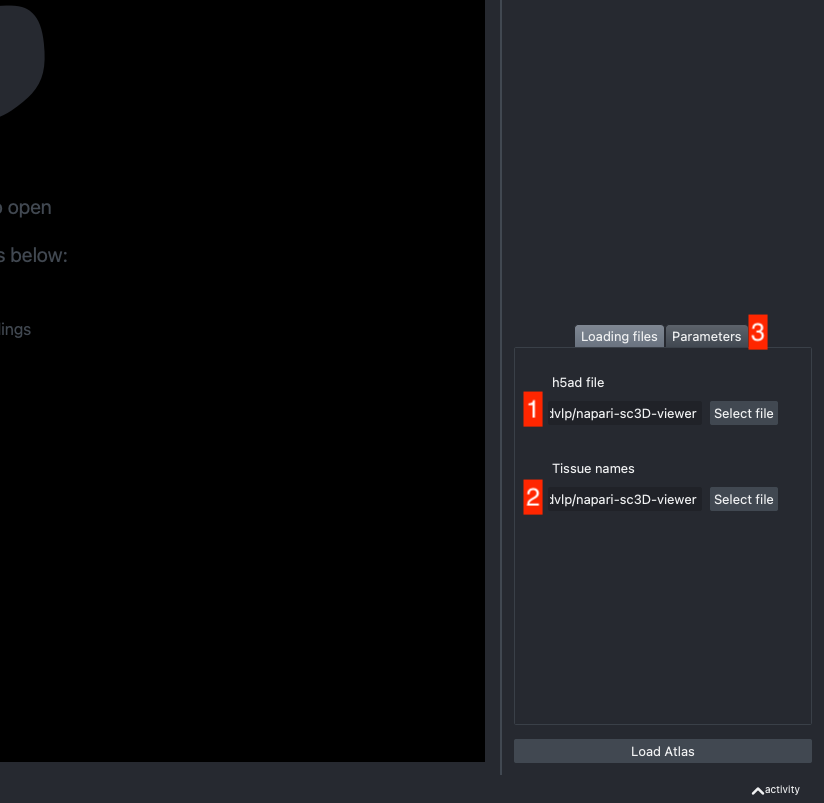 open
s below:
ings
Loading files Parameters 3
h5ad file
1 dvlp/napari-sc3D-viewer Select file
Tissue names
2 dvlp/napari-sc3D-viewer Select file
Load Atlas
activity